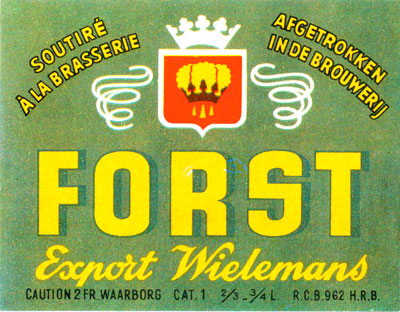 SOUTIRÉ
À LA BRASSERIE
AFGETROKKEN
IN DE BROUWERIJ
FORST
Export Wielemans
CAUTION 2 FR. WAARBORG CAT. 1 2/3 - 3/4 L. R.C.B. 962 H.R.B.